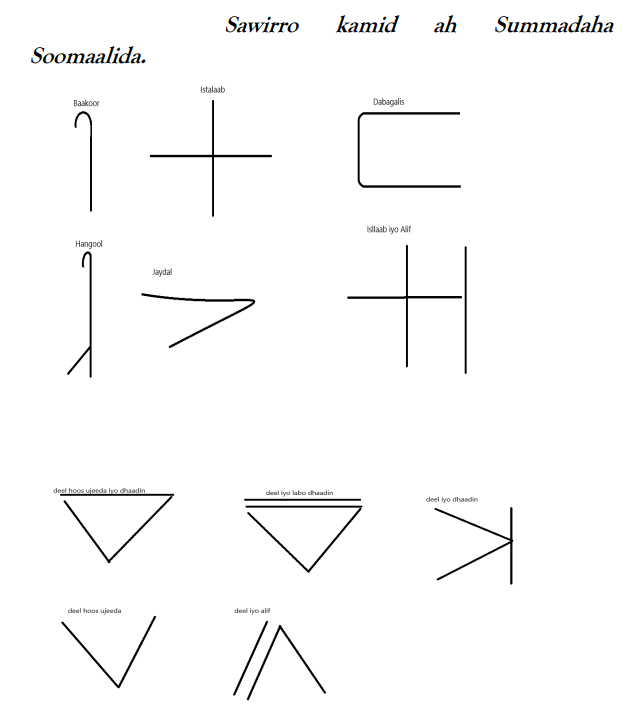 Sawirro kamid ah Summadaha
Soomaalida.
Baakoor
Istalaab
Dabagalis
Hangool
Jaydal
Isllaab iyo Alif
deel hoos ujeeda iyo dhaadin
deel iyo labo dhaadin
deel iyo dhaadin
deel hoos ujeeda
deel iyo alif